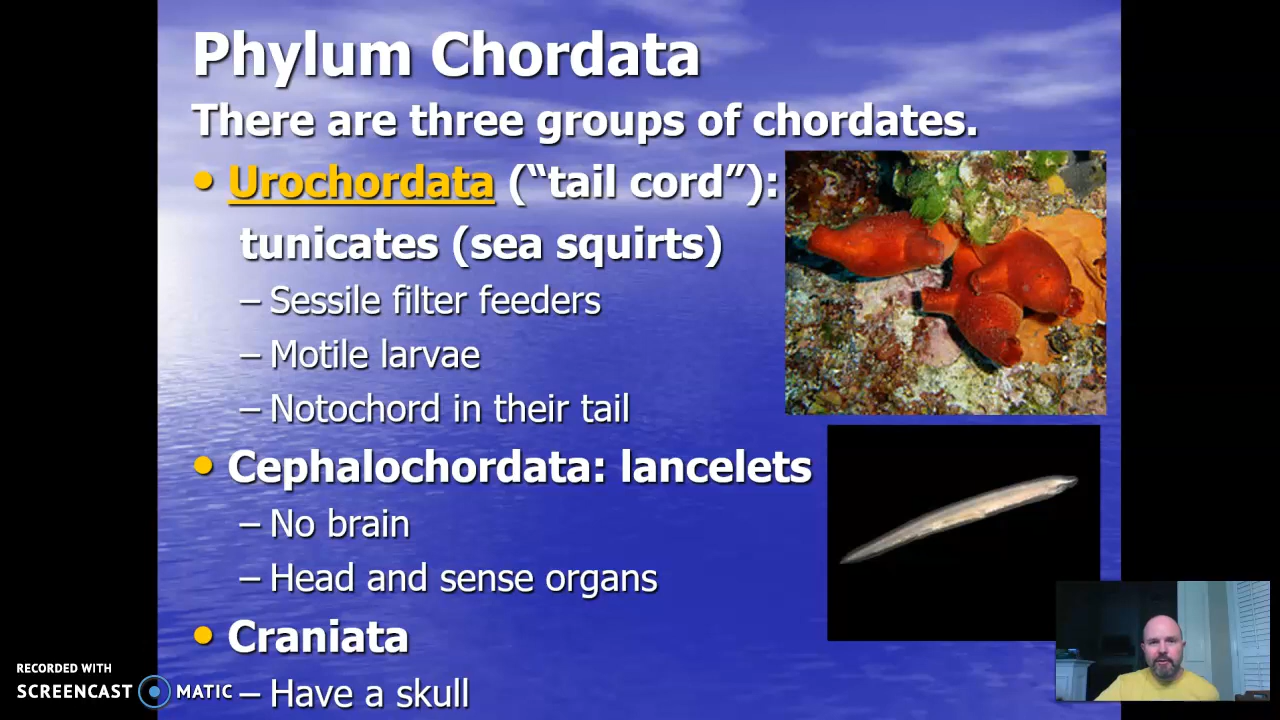 Phylum Chordata
There are three groups of chordates.
• Urochordata (“tail cord”):
tunicates (sea squirts)
– Sessile filter feeders
– Motile larvae
– Notochord in their tail
• Cephalochordata: lancelets
– No brain
– Head and sense organs
• Craniata
– Have a skull
RECORDED WITH
SCREENCAST MATIC